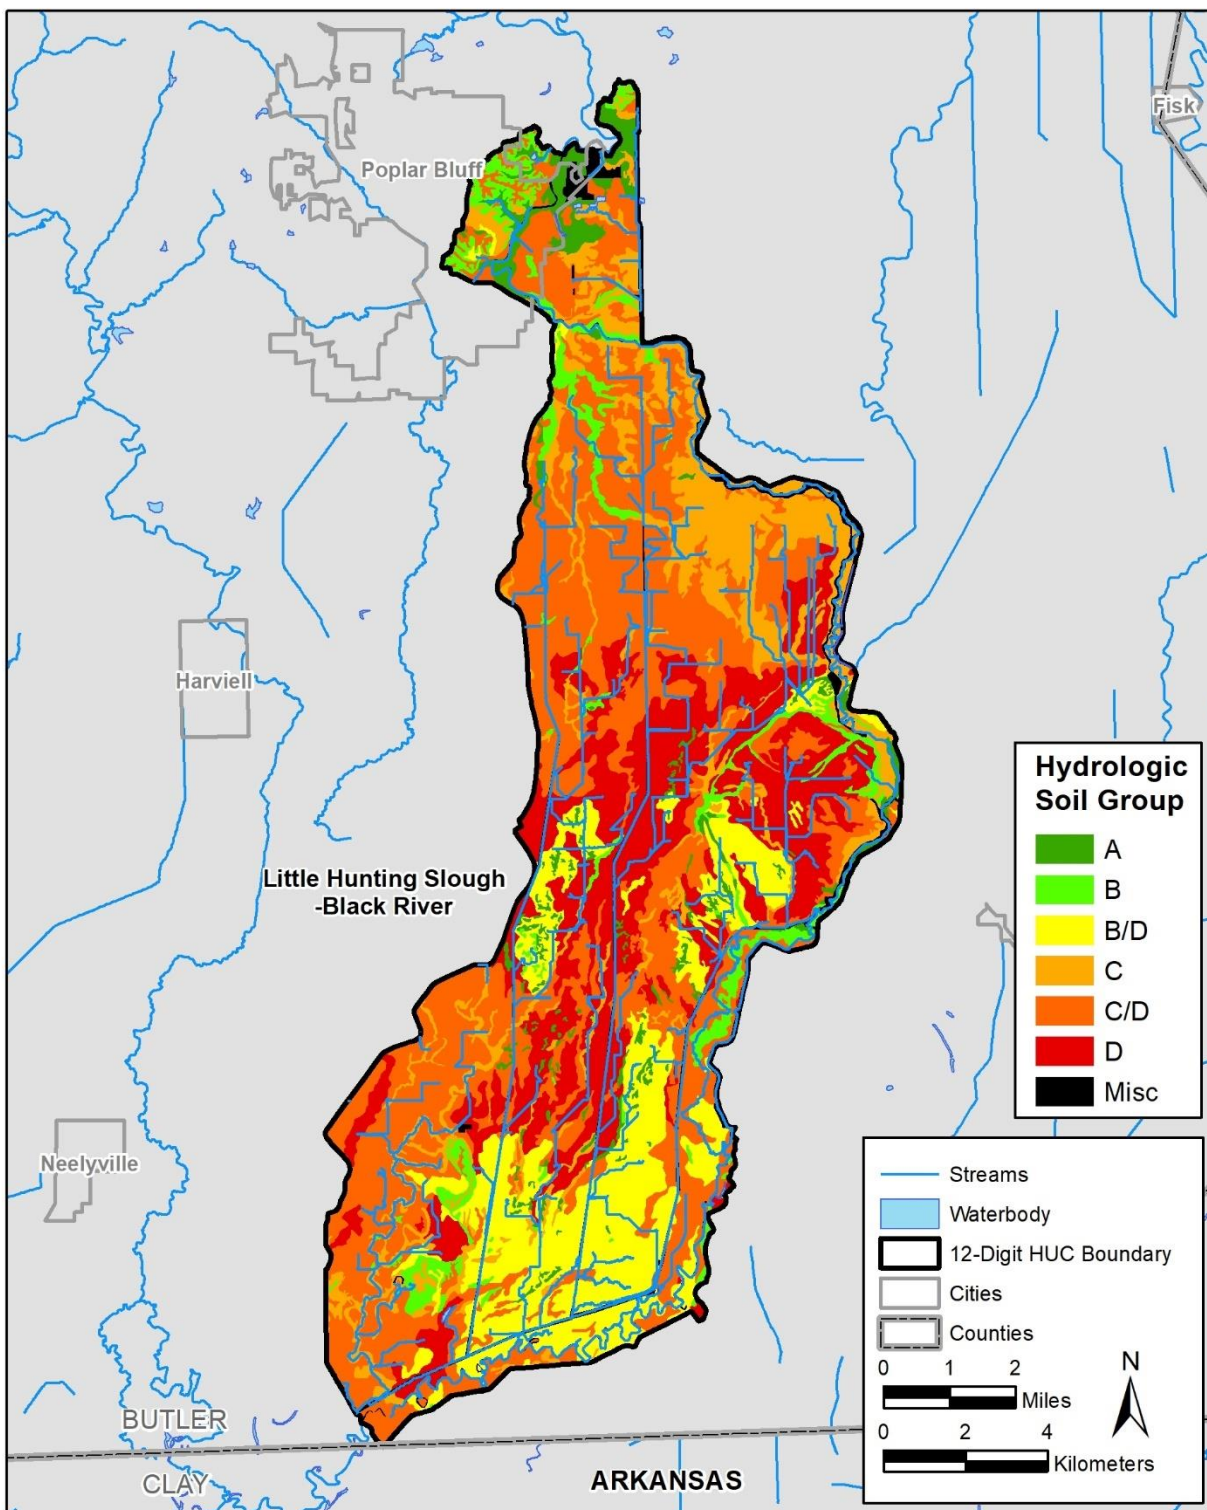 Fisk
Poplar Bluff
Harviell
Hydrologic
Soil Group
A
B
B/D
C
C/D
D
Misc
Little Hunting Slough
-Black River
Neelyville
Streams
Waterbody
12-Digit HUC Boundary
Cities
Counties
0 1 2
Miles
0 2 4
Kilometers
N
BUTLER
CLAY
ARKANSAS